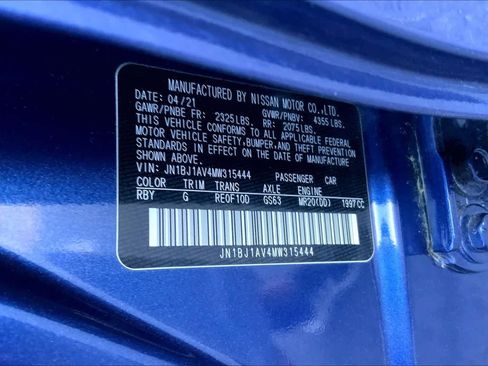 MANUFACTURED BY NISSAN MOTOR CO.,LTD.
DATE: 04/21 GVWR/PNBV: 4355 LBS.
GAWR/PNBE FR: 2325 LBS. RR: 2075 LBS.
THIS VEHICLE CONFORMS TO ALL APPLICABLE FEDERAL
MOTOR VEHICLE SAFETY, BUMPER, AND THEFT PREVENTION
STANDARDS IN EFFECT ON THE DATE OF MANUFACTURE
SHOWN ABOVE.
VIN: JN1BJ1AV4MW315444 PASSENGER CAR
COLOR TRIM TRANS AXLE ENGINE
RBY G RE0F10D GS63 MR20(DD) 1997 CC
JN1BJ1AV4MW315444